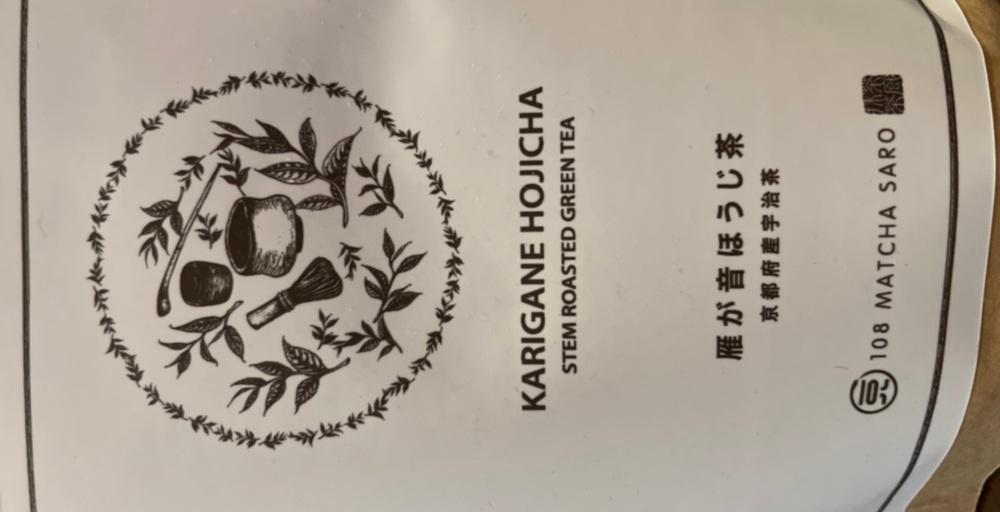 KARIGANE HOJICHA
STEM ROASTED GREEN TEA
雁が音ほうじ茶
京都府産宇治茶
108 MATCHA SARO